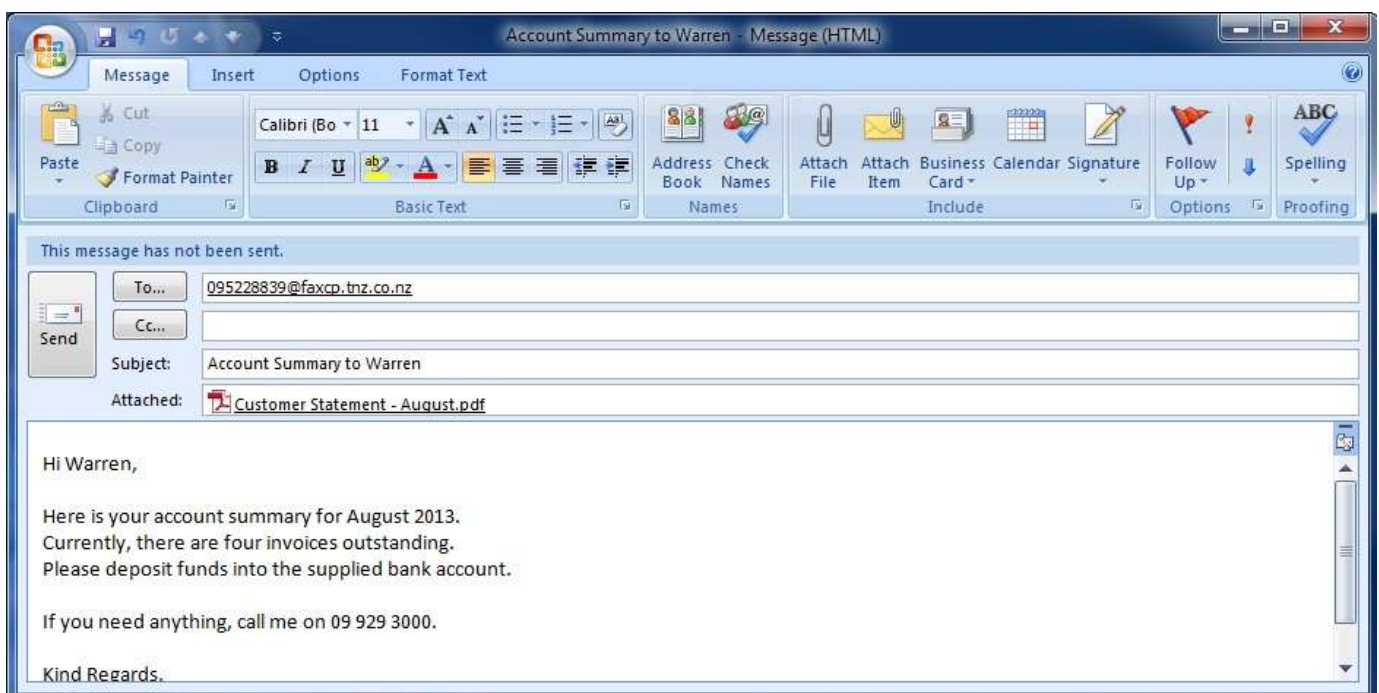 Account Summary to Warren - Message (HTML)
Message Insert Options Format Text
Paste
Cut
Copy
Format Painter
Clipboard
Calibri (Bo 11
B I U
Basic Text
Address Book
Check Names
Names
Attach File
Attach Item
Business Card
Calendar
Signature
Include
Follow Up
Options
ABC
Spelling
Proofing
This message has not been sent.
Send
To... 095228839@faxcp.tnz.co.nz
Cc...
Subject: Account Summary to Warren
Attached: Customer Statement - August.pdf
Hi Warren,
Here is your account summary for August 2013.
Currently, there are four invoices outstanding.
Please deposit funds into the supplied bank account.
If you need anything, call me on 09 929 3000.
Kind Regards,